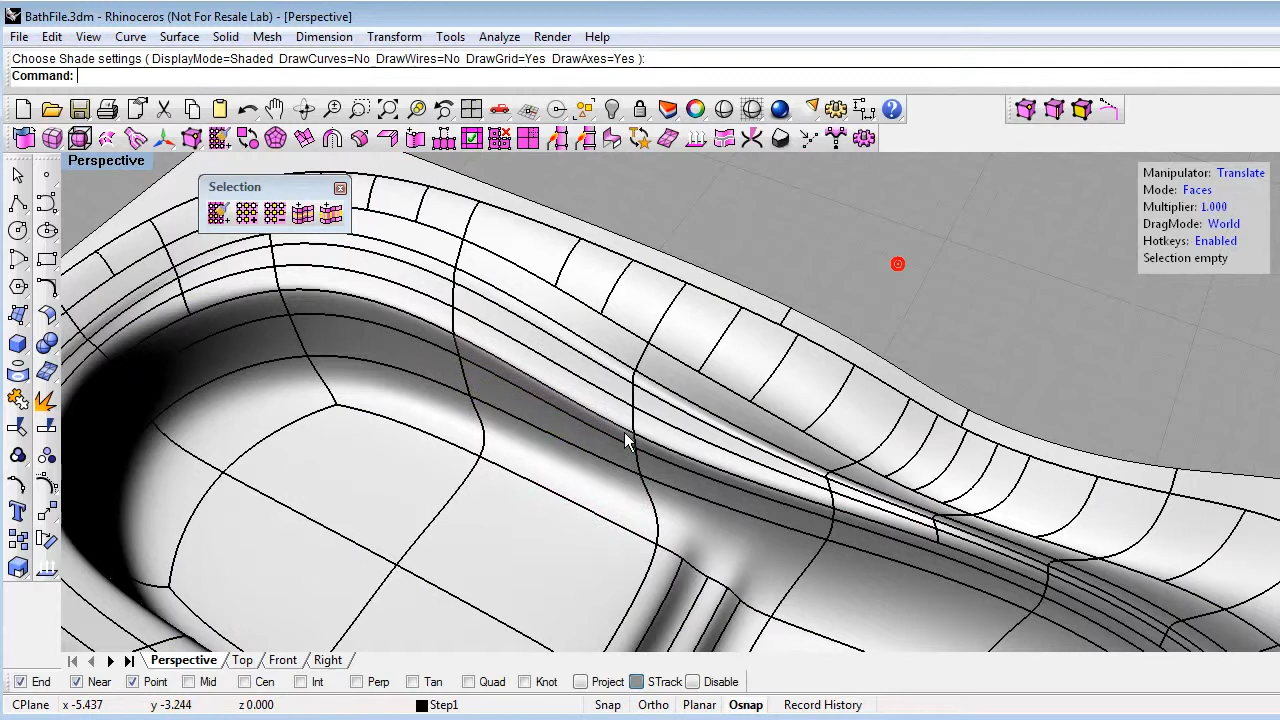 BathFile.3dm - Rhinoceros (Not For Resale Lab) - [Perspective]
File Edit View Curve Surface Solid Mesh Dimension Transform Tools Analyze Render Help
Choose Shade settings ( DisplayMode=Shaded DrawCurves=No DrawWires=No DrawGrid=Yes DrawAxes=Yes ):
Command:
Perspective
Selection
Manipulator: Translate
Mode: Faces
Multiplier: 1.000
DragMode: World
Hotkeys: Enabled
Selection empty
Perspective Top Front Right
End Near Point Mid Cen Int Perp Tan Quad Knot Project STrack Disable
CPlane x -5.437 y -3.244 z 0.000 Step1 Snap Ortho Planar Osnap Record History